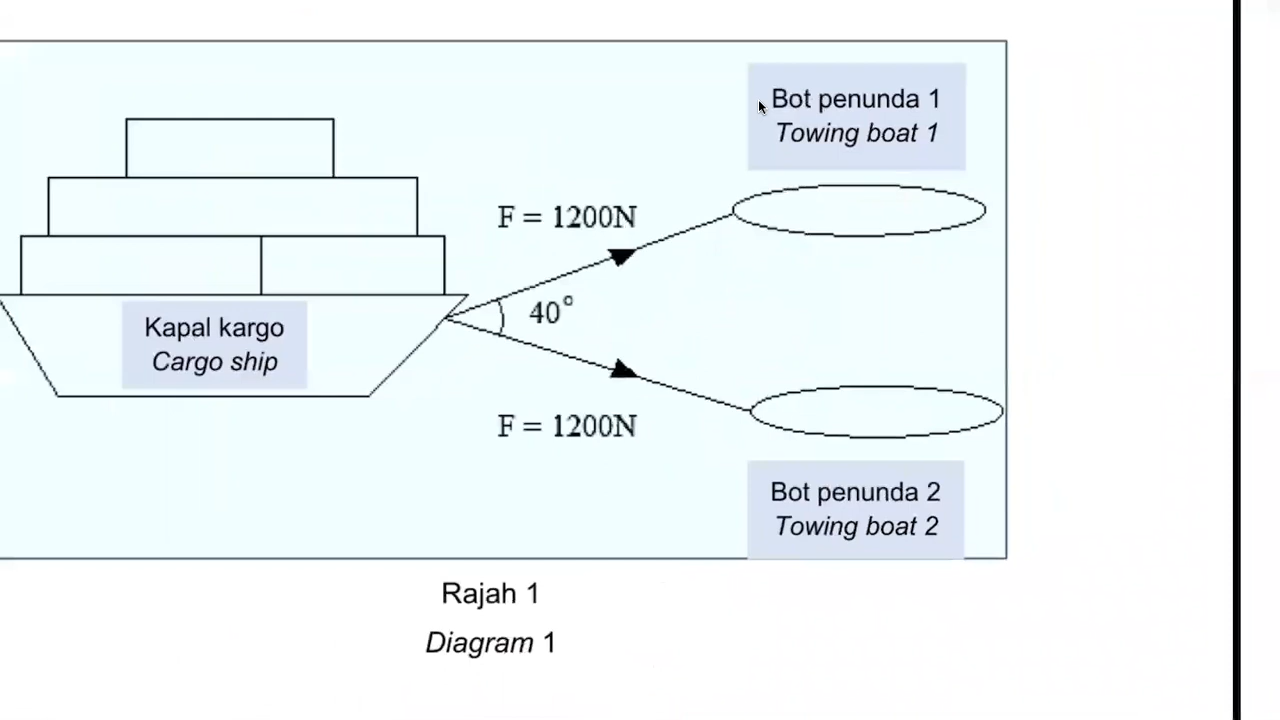 Bot penunda 1
Towing boat 1
F = 1200N
40°
Kapal kargo
Cargo ship
F = 1200N
Bot penunda 2
Towing boat 2
Rajah 1
Diagram 1